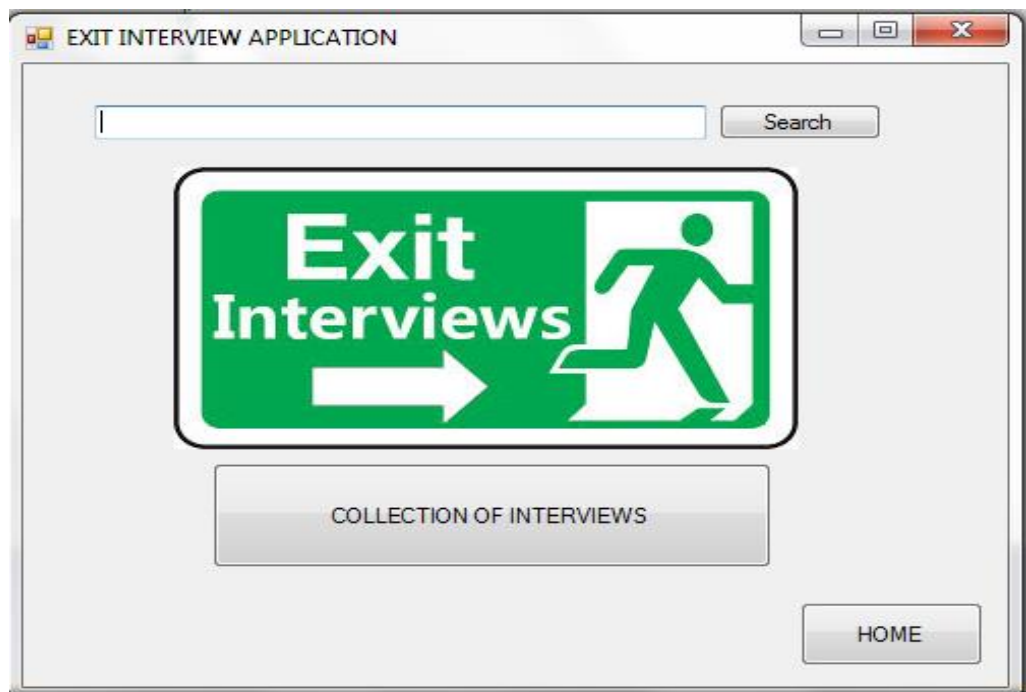 EXIT INTERVIEW APPLICATION
Search
Exit
Interviews
COLLECTION OF INTERVIEWS
HOME